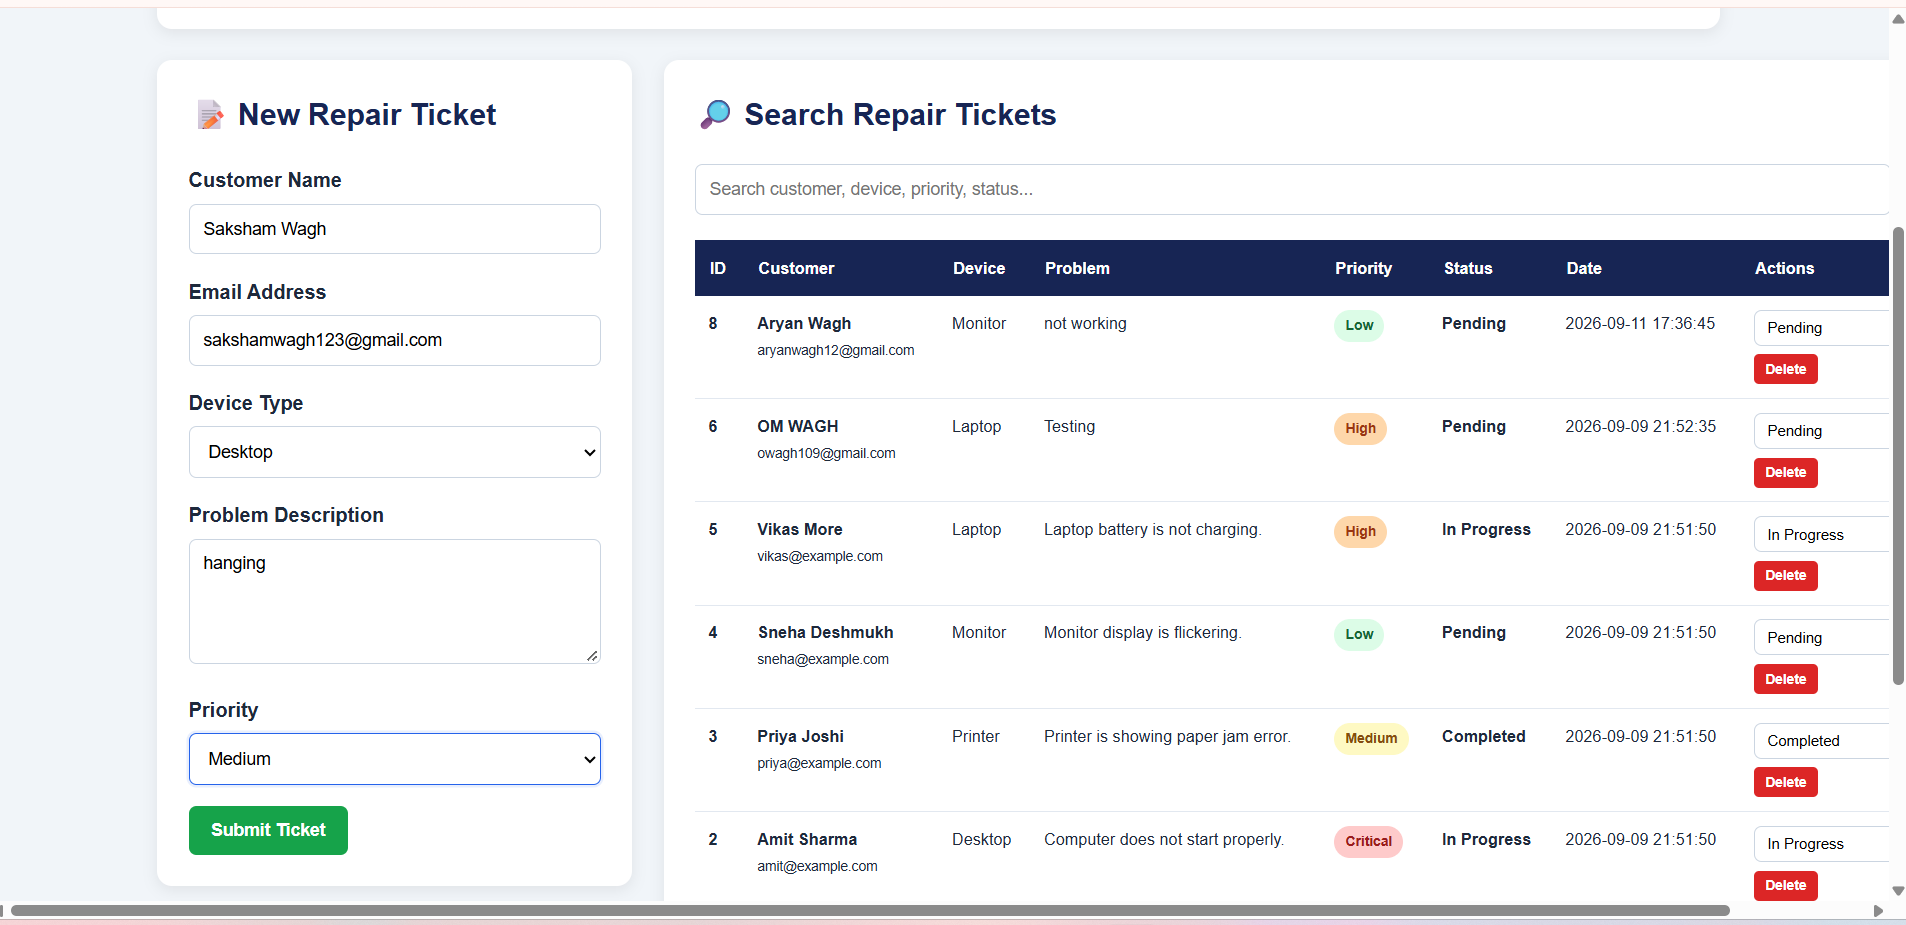 New Repair Ticket
Customer Name
Saksham Wagh
Email Address
sakshamwagh123@gmail.com
Device Type
Desktop
Problem Description
hanging
Priority
Medium
Submit Ticket
Search Repair Tickets
Search customer, device, priority, status...
ID Customer Device Problem Priority Status Date Actions
8 Aryan Wagh Monitor not working Low Pending 2026-09-11 17:36:45 Pending
aryanwagh12@gmail.com
Delete
6 OM WAGH Laptop Testing High Pending 2026-09-09 21:52:35 Pending
owagh109@gmail.com
Delete
5 Vikas More Laptop Laptop battery is not charging. High In Progress 2026-09-09 21:51:50 In Progress
vikas@example.com
Delete
4 Sneha Deshmukh Monitor Monitor display is flickering. Low Pending 2026-09-09 21:51:50 Pending
sneha@example.com
Delete
3 Priya Joshi Printer Printer is showing paper jam error. Medium Completed 2026-09-09 21:51:50 Completed
priya@example.com
Delete
2 Amit Sharma Desktop Computer does not start properly. Critical In Progress 2026-09-09 21:51:50 In Progress
amit@example.com
Delete